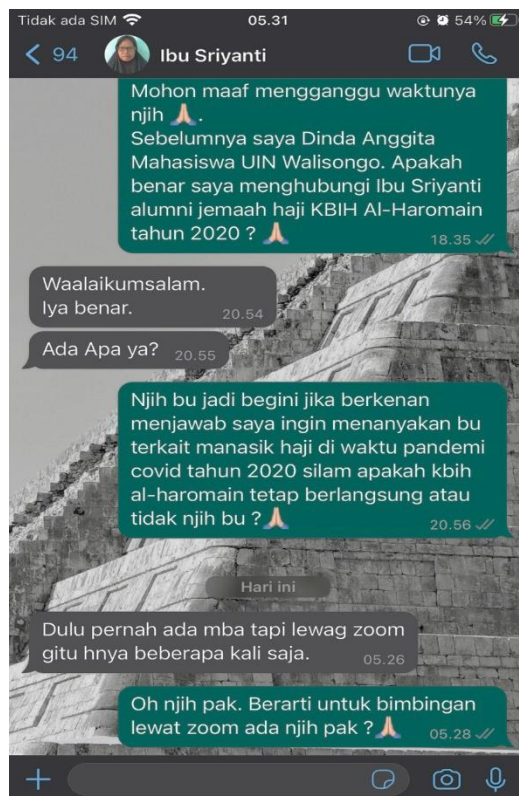 Tidak ada SIM 05.31 54%
94 Ibu Sriyanti
Mohon maaf mengganggu waktunya
njih 🙏.
Sebelumnya saya Dinda Anggita
Mahasiswa UIN Walisongo. Apakah
benar saya menghubungi Ibu Sriyanti
alumni jemaah haji KBIH Al-Haromain
tahun 2020 ? 🙏 18.35
Waalaikumsalam.
Iya benar. 20.54
Ada Apa ya? 20.55
Njih bu jadi begini jika berkenan
menjawab saya ingin menanyakan bu
terkait manasik haji di waktu pandemi
covid tahun 2020 silam apakah kbih
al-haromain tetap berlangsung atau
tidak njih bu ?🙏 20.56
Hari ini
Dulu pernah ada mba tapi lewag zoom
gitu hnya beberapa kali saja. 05.26
Oh njih pak. Berarti untuk bimbingan
lewat zoom ada njih pak ?🙏 05.28